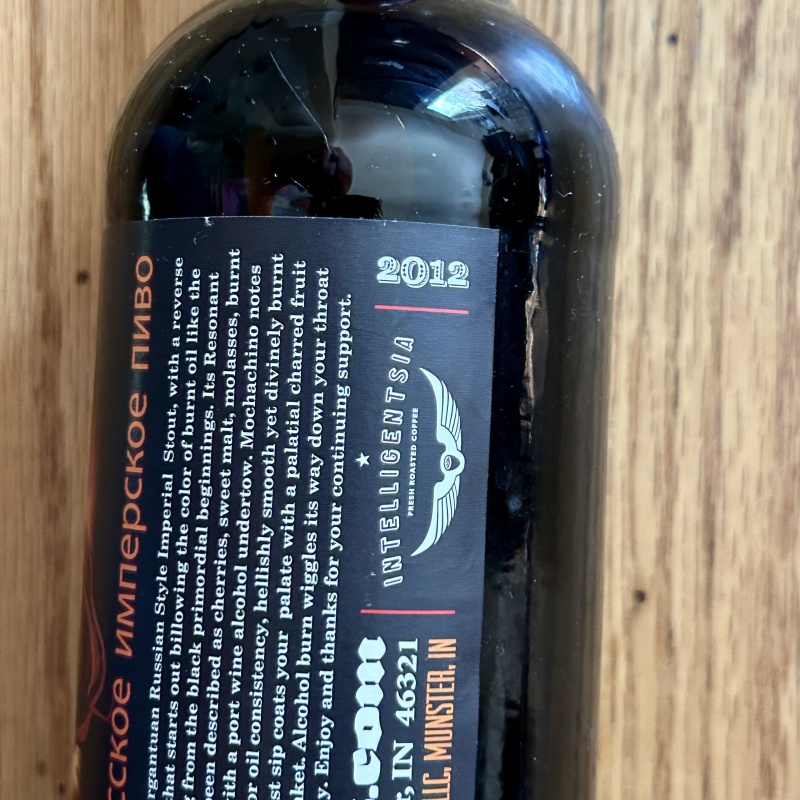 сское имперское пиво
rgantuan Russian Style Imperial Stout, with a reverse
hat starts out billowing the color of burnt oil like the
g from the black primordial beginnings. Its Resonant
een described as cherries, sweet malt, molasses, burnt
ith a port wine alcohol undertow. Mochachino notes
or oil consistency, hellishly smooth yet divinely burnt
st sip coats your palate with a palatial charred fruit
ket. Alcohol burn wiggles its way down your throat
y. Enjoy and thanks for your continuing support.
.com
r, IN 46321
LLC, MUNSTER, IN
INTELLIGENTSIA
FRESH ROASTED COFFEE
2012